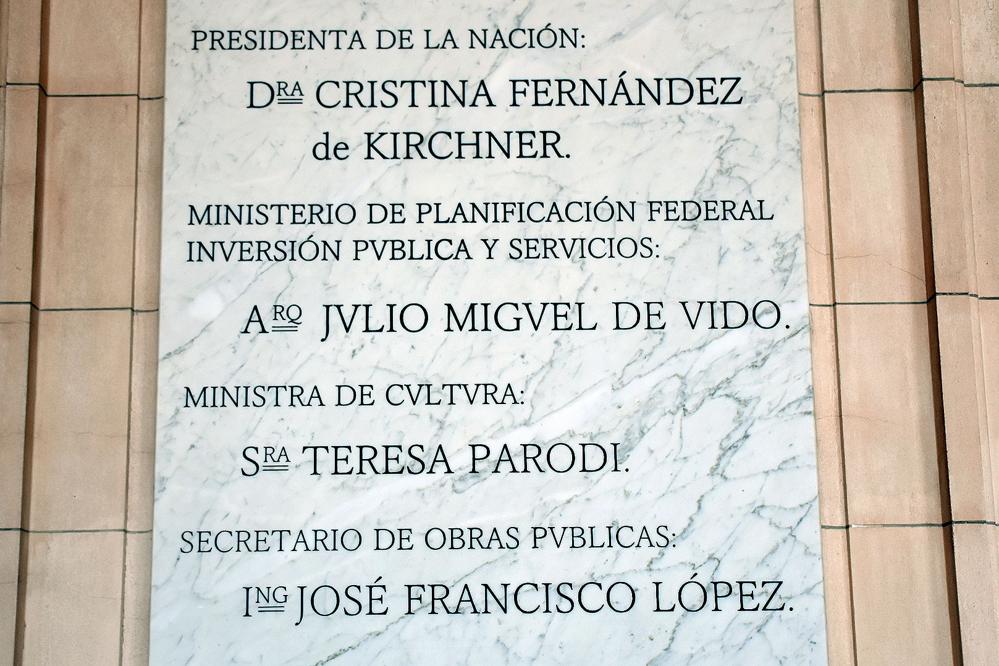 PRESIDENTA DE LA NACIÓN:
DRA CRISTINA FERNÁNDEZ
de KIRCHNER.
MINISTERIO DE PLANIFICACIÓN FEDERAL
INVERSIÓN PVBLICA Y SERVICIOS:
ARQ JVLIO MIGVEL DE VIDO.
MINISTRA DE CVLTVRA:
SRA TERESA PARODI.
SECRETARIO DE OBRAS PVBLICAS:
ING JOSÉ FRANCISCO LÓPEZ.